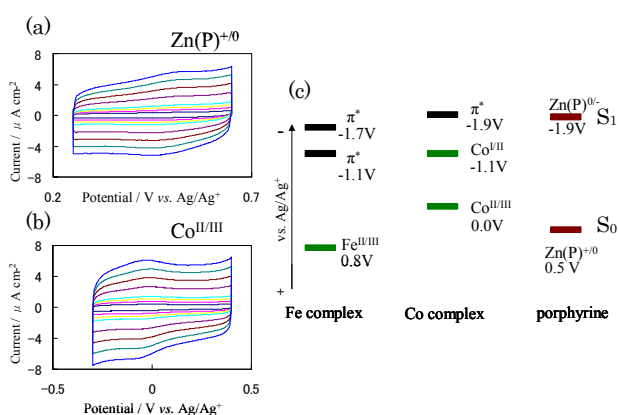 (a)
Zn(P)+/0
8
4
0
−4
−8
Current / μ A cm-2
0.2
0.7
Potential / V vs. Ag/Ag+
(b)
CoII/III
8
4
0
−4
−8
Current / μ A cm-2
−0.5
0
0.5
Potential / V vs. Ag/Ag+
(c)
-
vs. Ag/Ag+
+
π*
-1.7V
π*
-1.1V
FeII/III
0.8V
Fe complex
π*
-1.9V
CoI/II
-1.1V
CoII/III
0.0V
Co complex
Zn(P)0/-
-1.9V
S1
S0
Zn(P)+/0
0.5 V
porphyrine